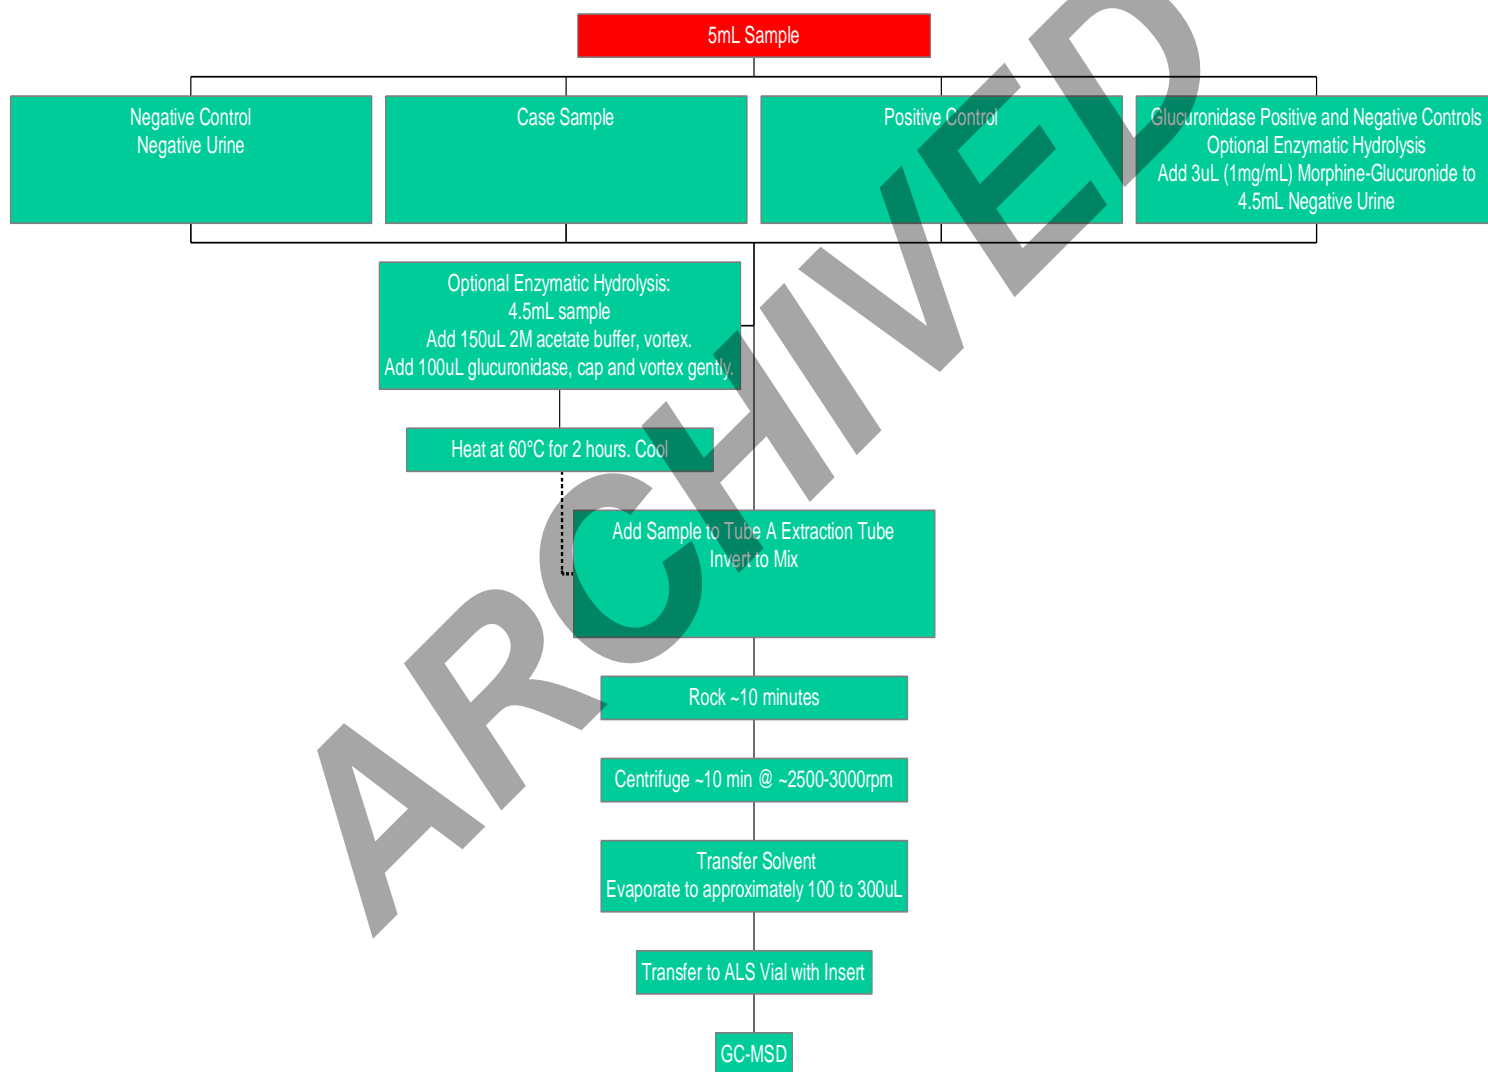 5mL Sample
Negative Control
Negative Urine
Case Sample
Positive Control
Glucuronidase Positive and Negative Controls
Optional Enzymatic Hydrolysis
Add 3uL (1mg/mL) Morphine-Glucuronide to
4.5mL Negative Urine
Optional Enzymatic Hydrolysis:
4.5mL sample
Add 150uL 2M acetate buffer, vortex.
Add 100uL glucuronidase, cap and vortex gently.
Heat at 60°C for 2 hours. Cool
Add Sample to Tube A Extraction Tube
Invert to Mix
Rock ~10 minutes
Centrifuge ~10 min @ ~2500-3000rpm
Transfer Solvent
Evaporate to approximately 100 to 300uL
Transfer to ALS Vial with Insert
GC-MSD
ARCHIVED